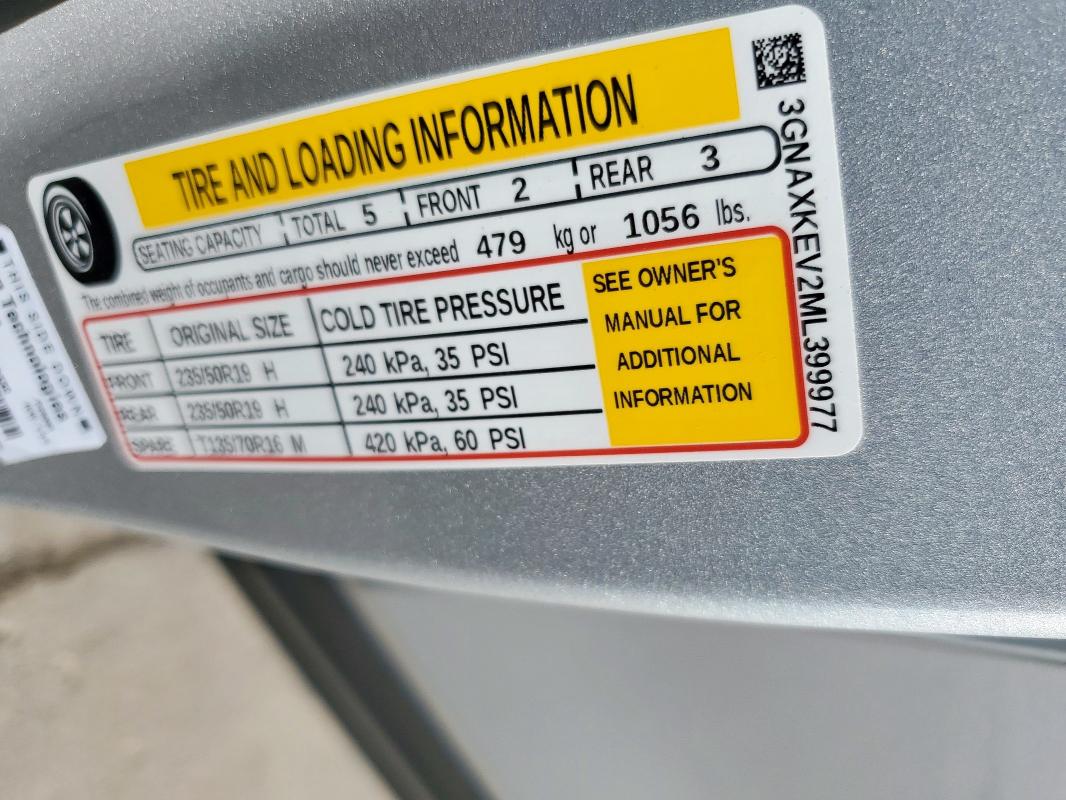 TIRE AND LOADING INFORMATION
SEATING CAPACITY TOTAL 5 FRONT 2 REAR 3
The combined weight of occupants and cargo should never exceed 479 kg or 1056 lbs.
TIRE ORIGINAL SIZE COLD TIRE PRESSURE
FRONT 235/50R19 H 240 kPa, 35 PSI
REAR 235/50R19 H 240 kPa, 35 PSI
SPARE T135/70R16 M 420 kPa, 60 PSI
SEE OWNER'S
MANUAL FOR
ADDITIONAL
INFORMATION
3GNAXKEV2ML399977
THIS SIDE DO
Technologies